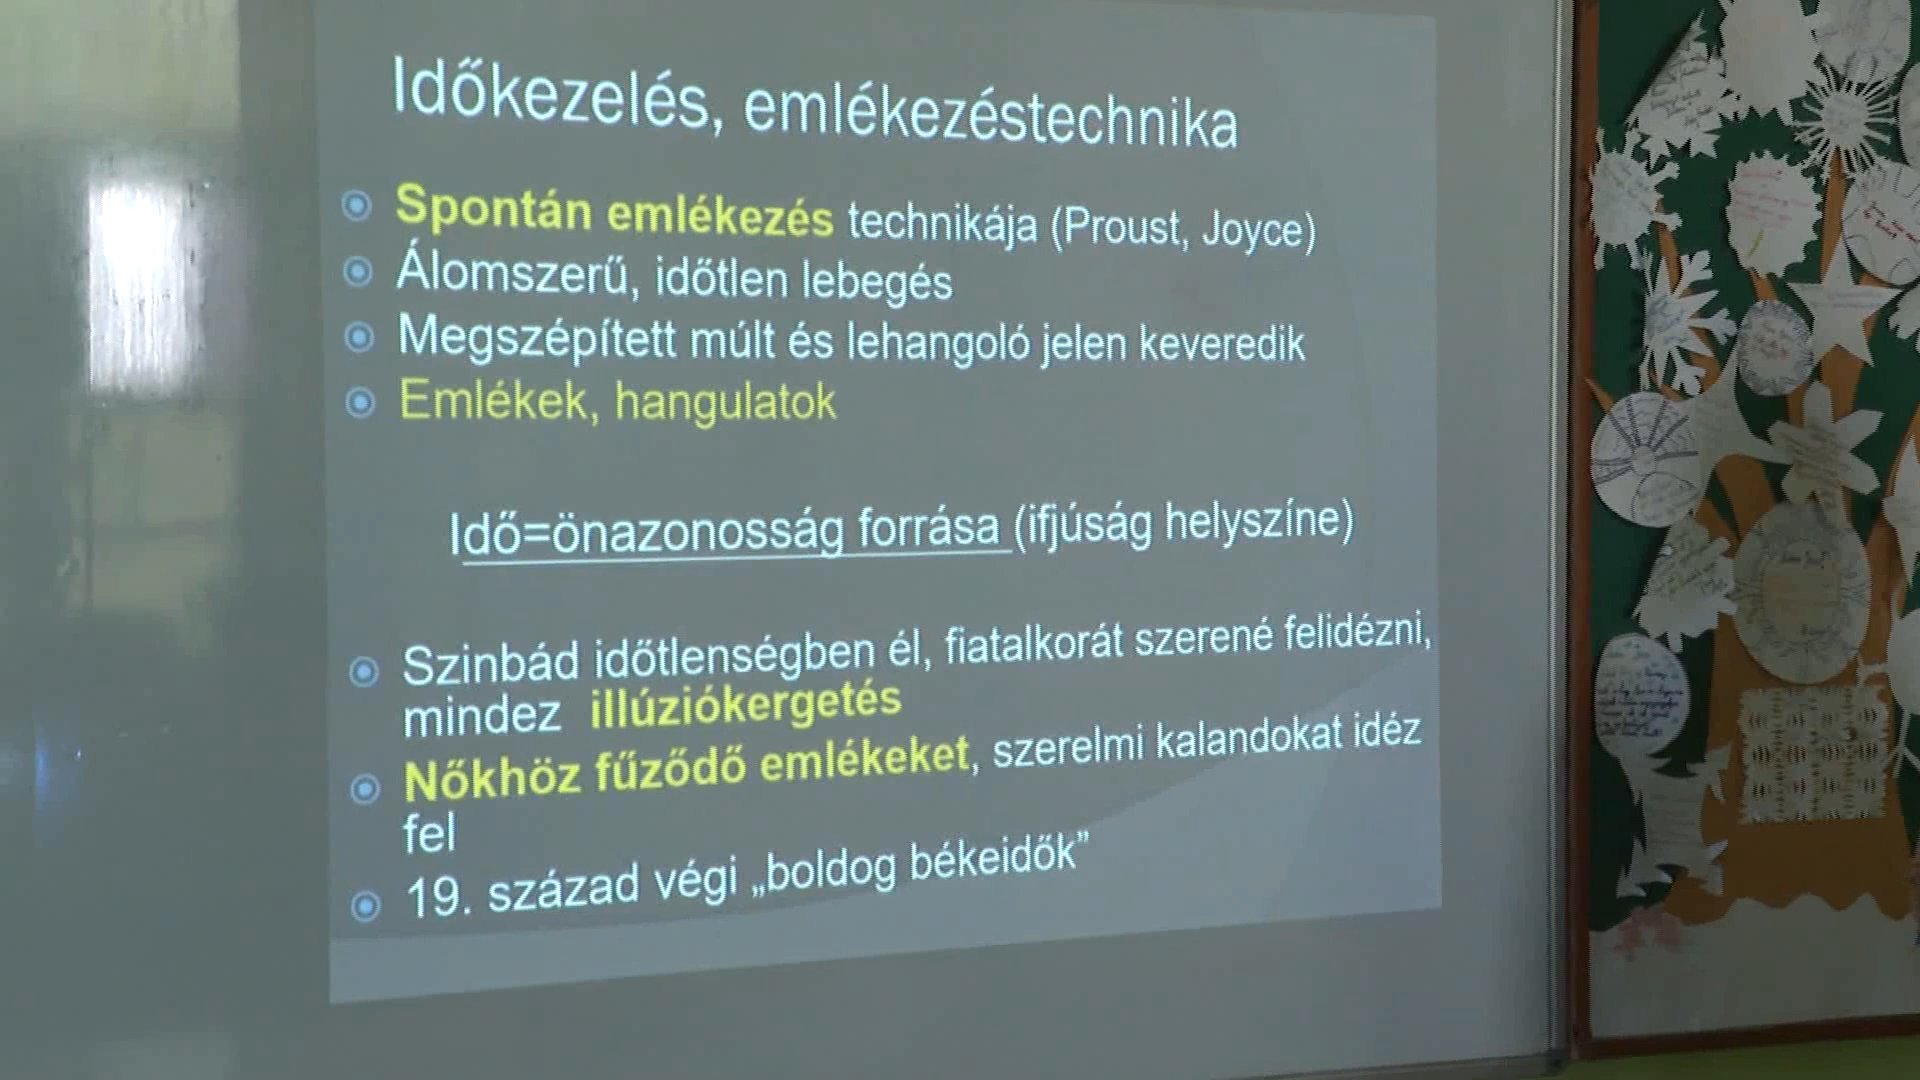 Időkezelés, emlékezéstechnika
Spontán emlékezés technikája (Proust, Joyce)
Álomszerű, időtlen lebegés
Megszépített múlt és lehangoló jelen keveredik
Emlékek, hangulatok
Idő=önazonosság forrása (ifjúság helyszíne)
Szinbád időtlenségben él, fiatalkorát szerené felidézni,
mindez illúziókergetés
Nőkhöz fűződő emlékeket, szerelmi kalandokat idéz
fel
19. század végi „boldog békeidők”